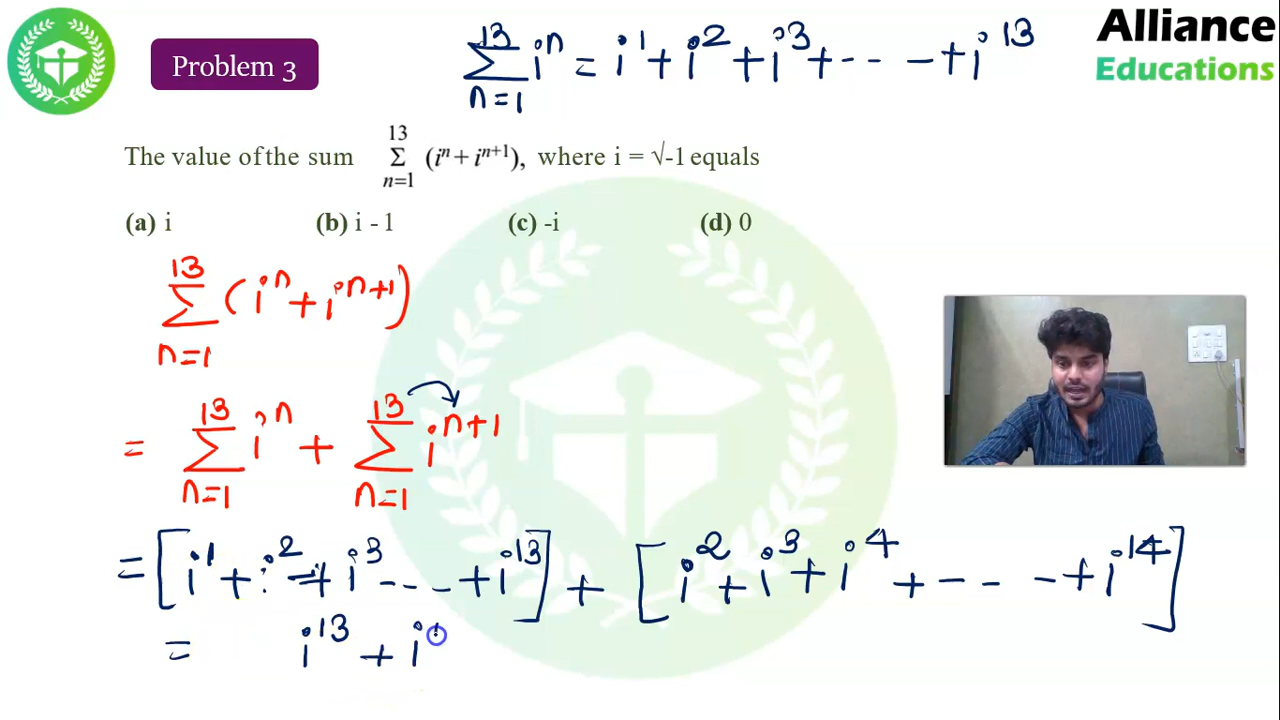 Alliance
Educations
Problem 3
13 Σ n=1 iⁿ = i¹ + i² + i³ + -- - + i¹³
The value of the sum 13 Σ n=1 (iⁿ + iⁿ⁺¹), where i = √-1 equals
(a) i (b) i - 1 (c) -i (d) 0
13 Σ n=1 (iⁿ + iⁿ⁺¹)
= 13 Σ n=1 iⁿ + 13 Σ n=1 iⁿ⁺¹
= [i¹ + i² + i³ -- - + i¹³] + [i² + i³ + i⁴ + -- - + i¹⁴]
= i¹³ + i